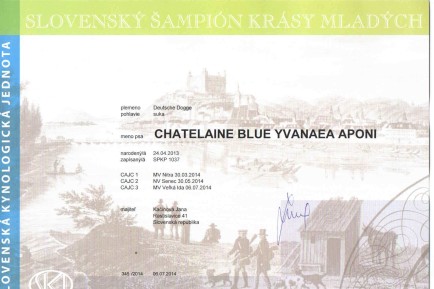 SLOVENSKÝ ŠAMPIÓN KRÁSY MLADÝCH
SLOVENSKÁ KYNOLOGICKÁ JEDNOTA
plemeno Deutsche Dogge
pohlavie suka
meno psa CHATELAINE BLUE YVANAEA APONI
narodený/á 24.04.2013
zapísaný/á SPKP 1037
CAJC 1 MV Nitra 30.03.2014
CAJC 2 NV Senec 30.05.2014
CAJC 3 MV Veľká Ida 06.07.2014
majiteľ Kačinová Jana
41
Slovenská republika
345 /2014 06.07.2014
SKJ